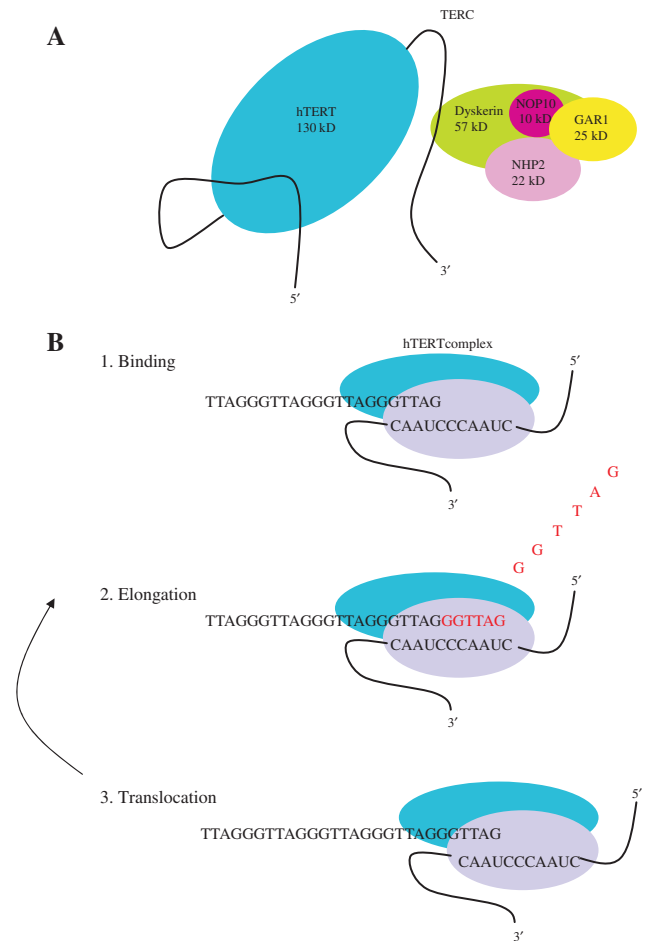 A
TERC
hTERT
130 kD
Dyskerin
57 kD
NOP10
10 kD
GAR1
25 kD
NHP2
22 kD
3′
5′
B
hTERTcomplex
1. Binding
5′
TTAGGGTTAGGGTTAGGGTTAG
CAAUCCCAAUC
3′
G
A
T
T
G
G
2. Elongation
5′
TTAGGGTTAGGGTTAGGGTTAGGGTTAG
CAAUCCCAAUC
3′
3. Translocation
5′
TTAGGGTTAGGGTTAGGGTTAGGGTTAG
CAAUCCCAAUC
3′